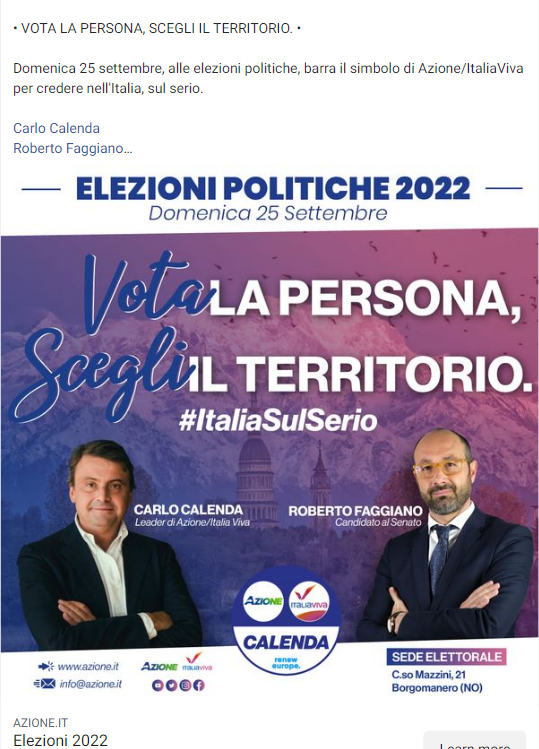 • VOTA LA PERSONA, SCEGLI IL TERRITORIO. •
Domenica 25 settembre, alle elezioni politiche, barra il simbolo di Azione/ItaliaViva
per credere nell'Italia, sul serio.
Carlo Calenda
Roberto Faggiano...
ELEZIONI POLITICHE 2022
Domenica 25 Settembre
Vota LA PERSONA,
Scegli IL TERRITORIO.
#ItaliaSulSerio
CARLO CALENDA
Leader di Azione/Italia Viva
ROBERTO FAGGIANO
Candidato al Senato
AZIONE
ITALIAVIVA
CALENDA
renew
europe.
www.azione.it
info@azione.it
AZIONE
ITALIAVIVA
SEDE ELETTORALE
C.so Mazzini, 21
Borgomanero (NO)
AZIONE.IT
Elezioni 2022
Learn more